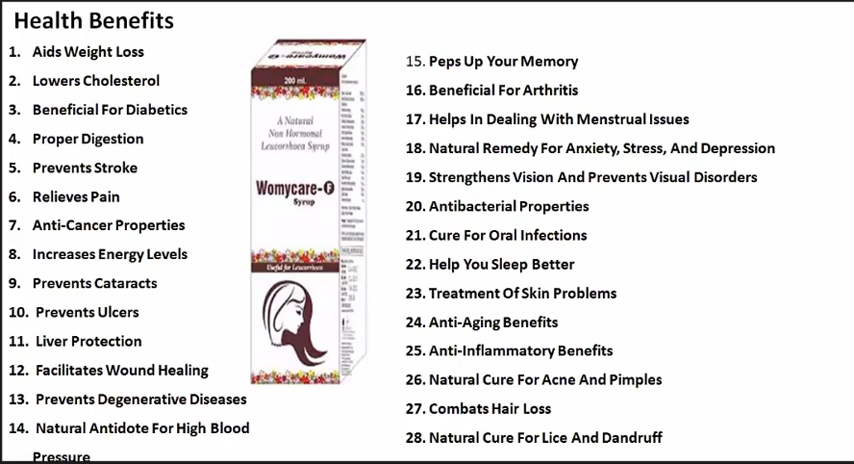 Health Benefits
1. Aids Weight Loss
2. Lowers Cholesterol
3. Beneficial For Diabetics
4. Proper Digestion
5. Prevents Stroke
6. Relieves Pain
7. Anti-Cancer Properties
8. Increases Energy Levels
9. Prevents Cataracts
10. Prevents Ulcers
11. Liver Protection
12. Facilitates Wound Healing
13. Prevents Degenerative Diseases
14. Natural Antidote For High Blood
Pressure
Womycare-F
200 ml.
A Natural
Non Hormonal
Leucorrhoea Syrup
Womycare-F
Syrup
Useful for Leucorrhoea
15. Peps Up Your Memory
16. Beneficial For Arthritis
17. Helps In Dealing With Menstrual Issues
18. Natural Remedy For Anxiety, Stress, And Depression
19. Strengthens Vision And Prevents Visual Disorders
20. Antibacterial Properties
21. Cure For Oral Infections
22. Help You Sleep Better
23. Treatment Of Skin Problems
24. Anti-Aging Benefits
25. Anti-Inflammatory Benefits
26. Natural Cure For Acne And Pimples
27. Combats Hair Loss
28. Natural Cure For Lice And Dandruff